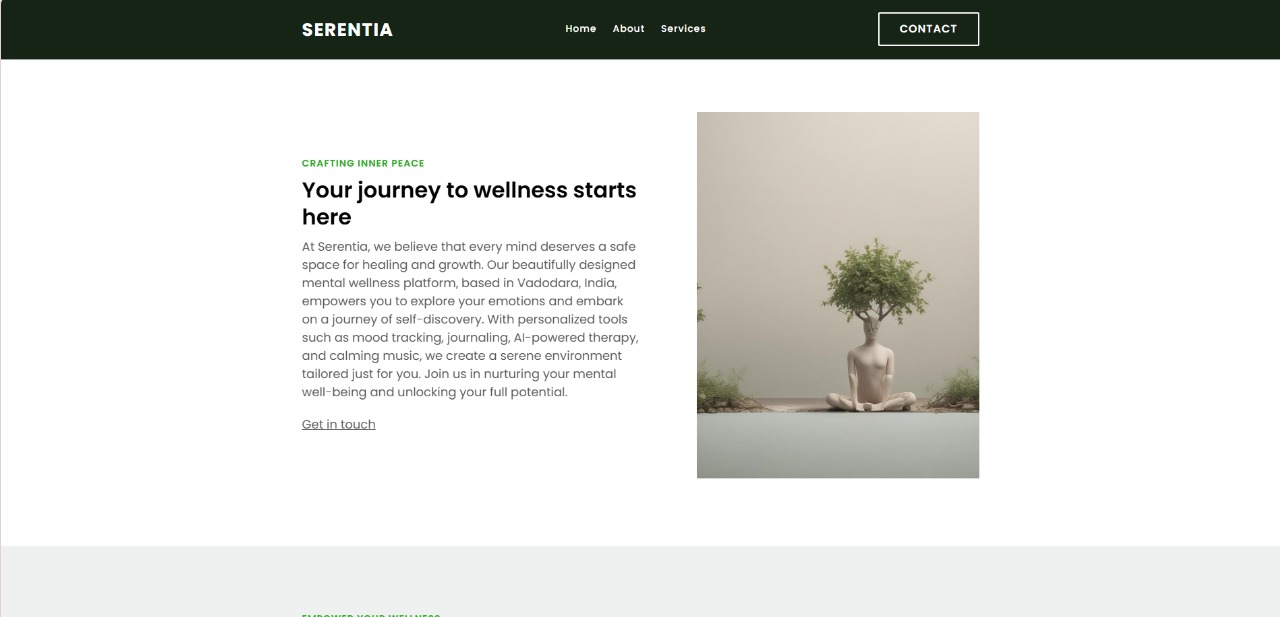 SERENTIA
Home About Services
CONTACT
CRAFTING INNER PEACE
Your journey to wellness starts
here
At Serentia, we believe that every mind deserves a safe
space for healing and growth. Our beautifully designed
mental wellness platform, based in Vadodara, India,
empowers you to explore your emotions and embark
on a journey of self-discovery. With personalized tools
such as mood tracking, journaling, AI-powered therapy,
and calming music, we create a serene environment
tailored just for you. Join us in nurturing your mental
well-being and unlocking your full potential.
Get in touch
EMPOWER YOUR WELLNESS